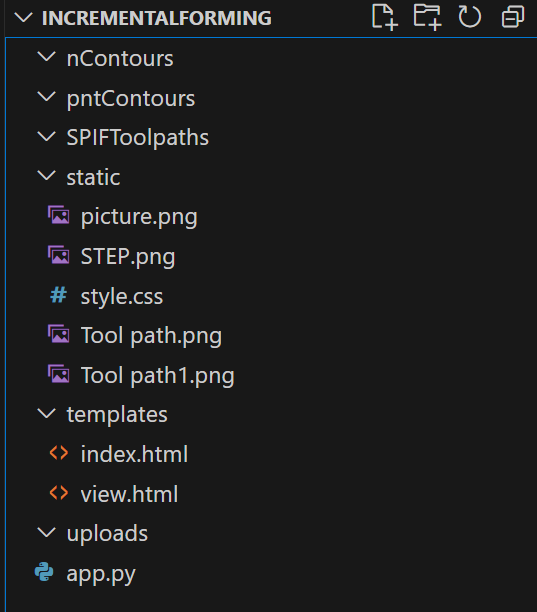 INCREMENTALFORMING
nContours
pntContours
SPIFToolpaths
static
picture.png
STEP.png
style.css
Tool path.png
Tool path1.png
templates
index.html
view.html
uploads
app.py